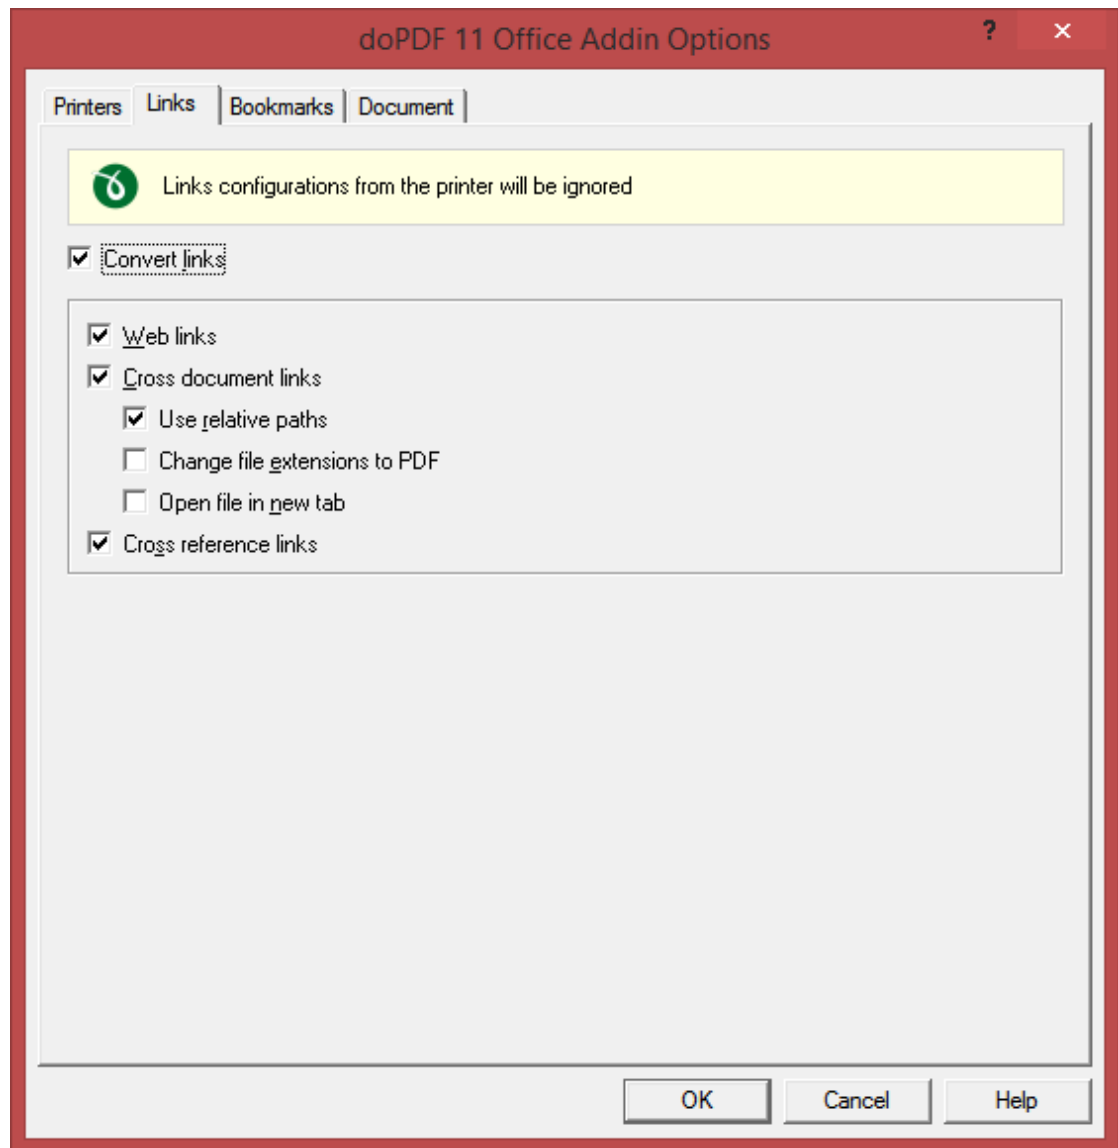 doPDF 11 Office Addin Options
?
Printers Links Bookmarks Document
Links configurations from the printer will be ignored
Convert links
Web links
Cross document links
Use relative paths
Change file extensions to PDF
Open file in new tab
Cross reference links
OK Cancel Help